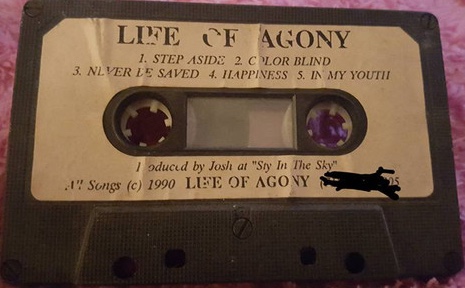 LIFE OF AGONY
1. STEP ASIDE 2. COLOR BLIND
3. NEVER BE SAVED 4. HAPPINESS 5. IN MY YOUTH
Produced by Josh at "Sty In The Sky"
All Songs (c) 1990 LIFE OF AGONY